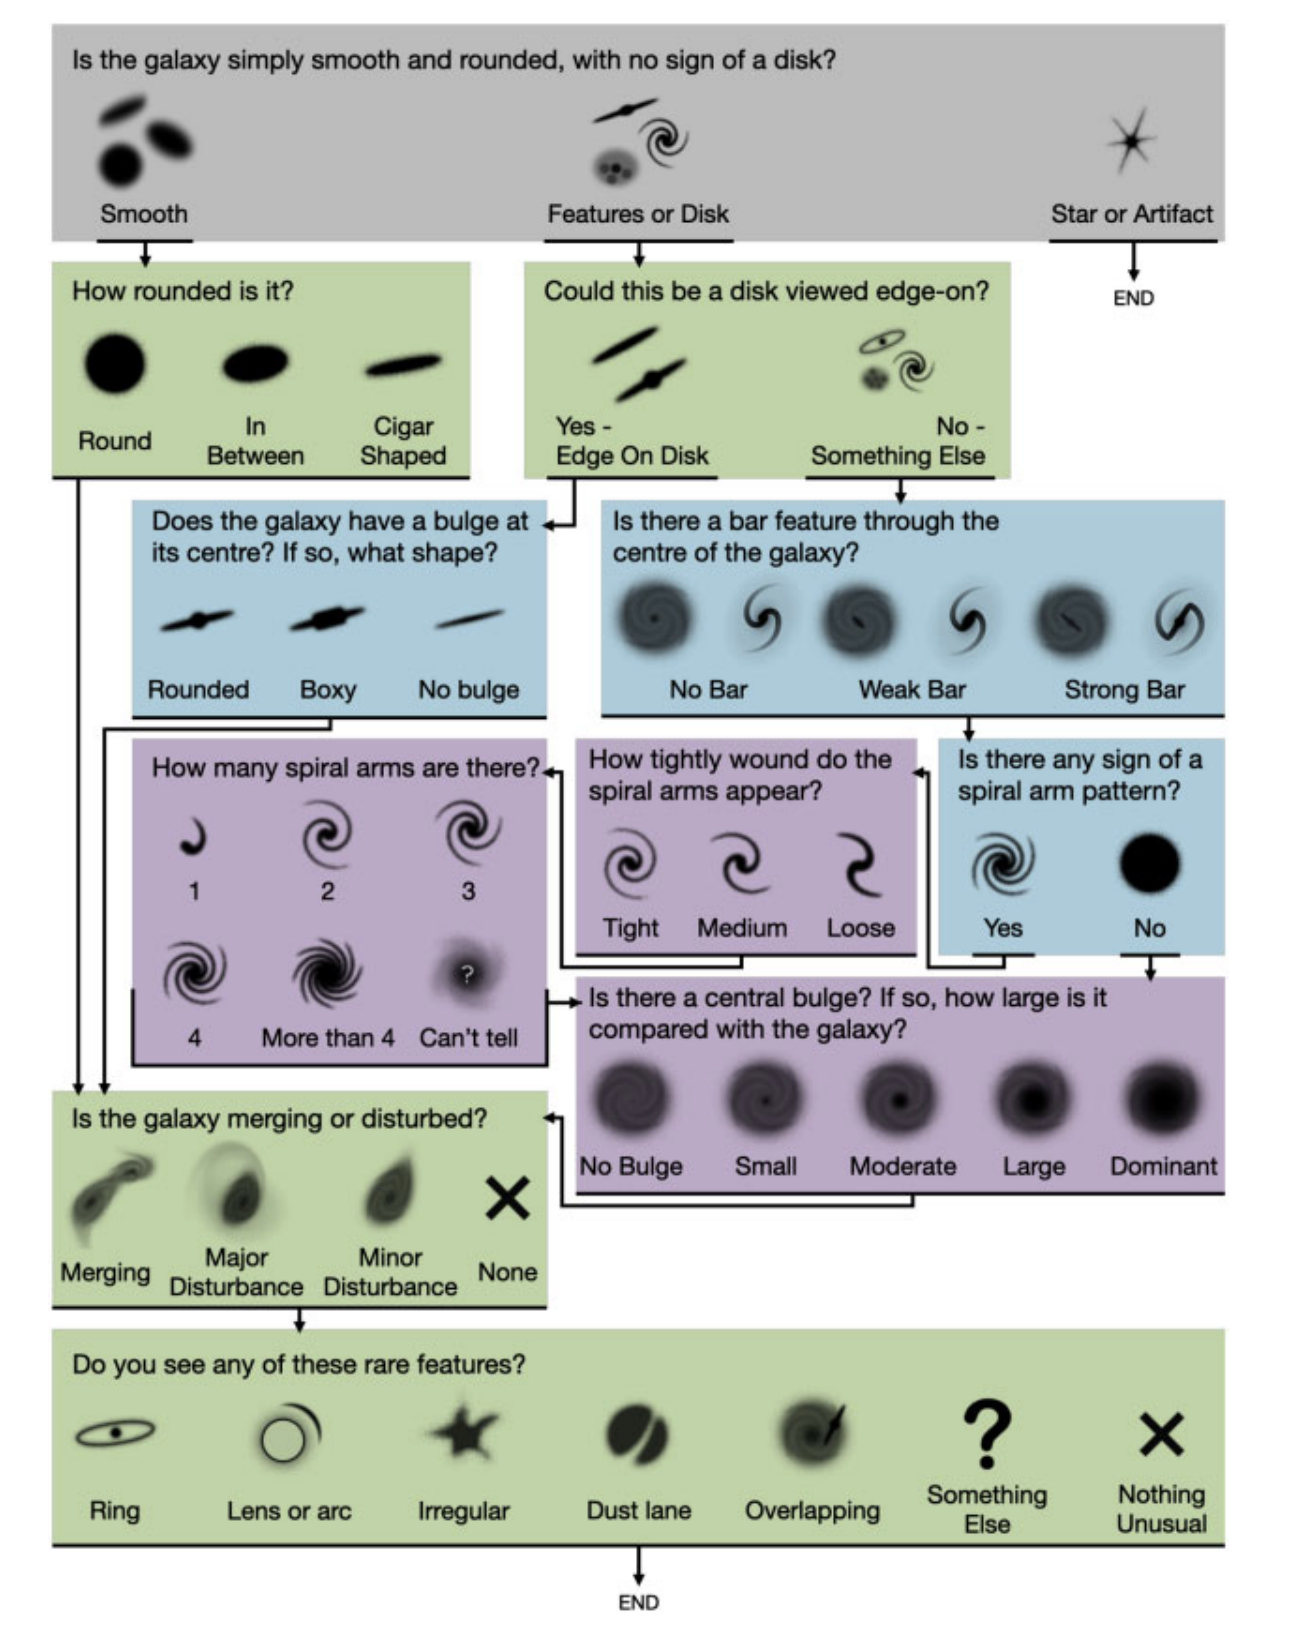 Is the galaxy simply smooth and rounded, with no sign of a disk?
Smooth
Features or Disk
Star or Artifact
END
How rounded is it?
Round
In
Between
Cigar
Shaped
Could this be a disk viewed edge-on?
Yes -
Edge On Disk
No -
Something Else
Does the galaxy have a bulge at
its centre? If so, what shape?
Rounded
Boxy
No bulge
Is there a bar feature through the
centre of the galaxy?
No Bar
Weak Bar
Strong Bar
Is there any sign of a
spiral arm pattern?
Yes
No
How tightly wound do the
spiral arms appear?
Tight
Medium
Loose
How many spiral arms are there?
1
2
3
4
More than 4
?
Can't tell
Is there a central bulge? If so, how large is it
compared with the galaxy?
No Bulge
Small
Moderate
Large
Dominant
Is the galaxy merging or disturbed?
Merging
Major
Disturbance
Minor
Disturbance
None
Do you see any of these rare features?
Ring
Lens or arc
Irregular
Dust lane
Overlapping
?
Something
Else
Nothing
Unusual
END